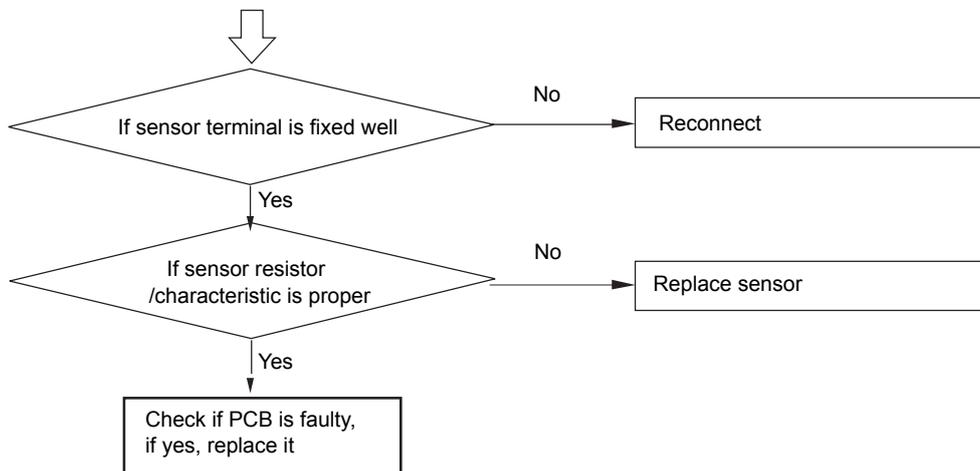 No
If sensor terminal is fixed well
Reconnect
Yes
No
If sensor resistor
/characteristic is proper
Replace sensor
Yes
Check if PCB is faulty,
if yes, replace it